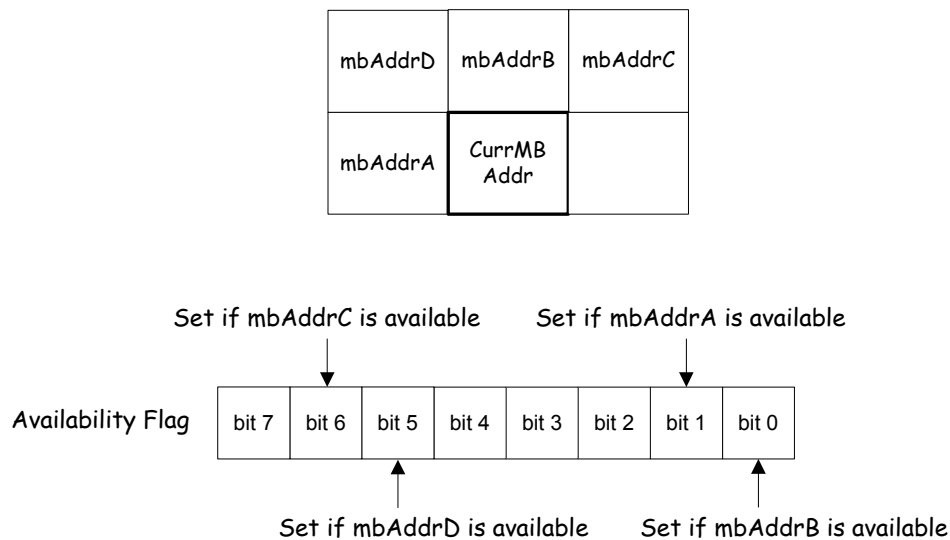 mbAddrD mbAddrB mbAddrC
mbAddrA CurrMB
Addr
Set if mbAddrC is available Set if mbAddrA is available
Availability Flag bit 7 bit 6 bit 5 bit 4 bit 3 bit 2 bit 1 bit 0
Set if mbAddrD is available Set if mbAddrB is available